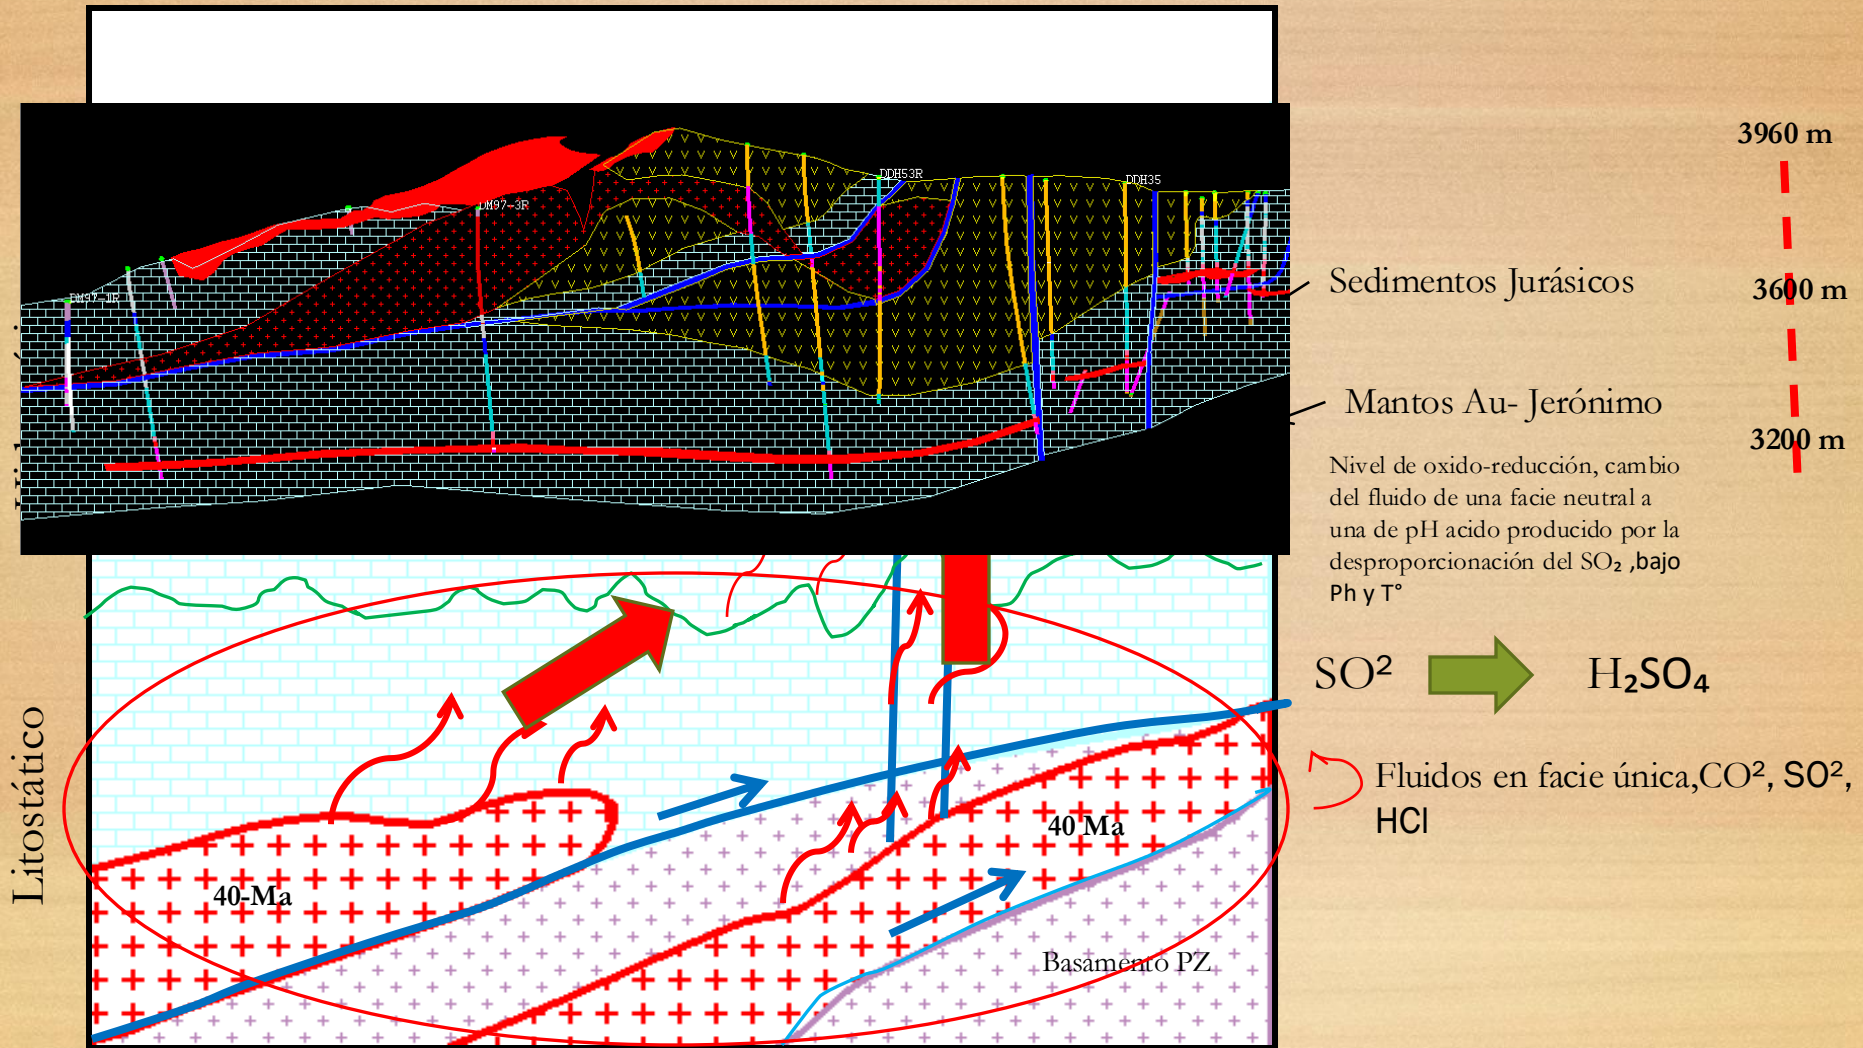 DDH53R
DDH35
DM97-3R
DM97-1R
3960 m
Sedimentos Jurásicos
3600 m
Mantos Au- Jerónimo
3200 m
Nivel de oxido-reducción, cambio
del fluido de una facie neutral a
una de pH acido producido por la
desproporcionación del SO₂ ,bajo
Ph y T°
SO² H₂SO₄
Fluidos en facie única,CO², SO²,
HCl
Litostático
40 Ma
40-Ma
Basamento PZ